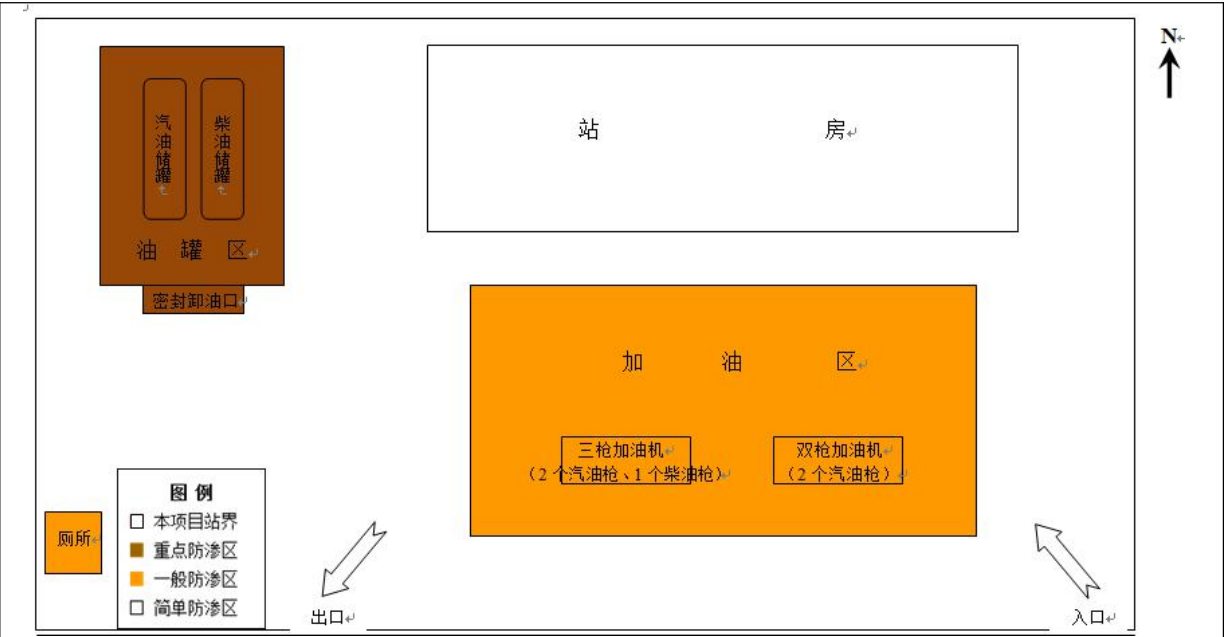 N
汽油储罐
柴油储罐
油罐区
密封卸油口
站房
加油区
三枪加油机
（2个汽油枪、1个柴油枪）
双枪加油机
（2个汽油枪）
厕所
图例
本项目站界
重点防渗区
一般防渗区
简单防渗区
出口
入口